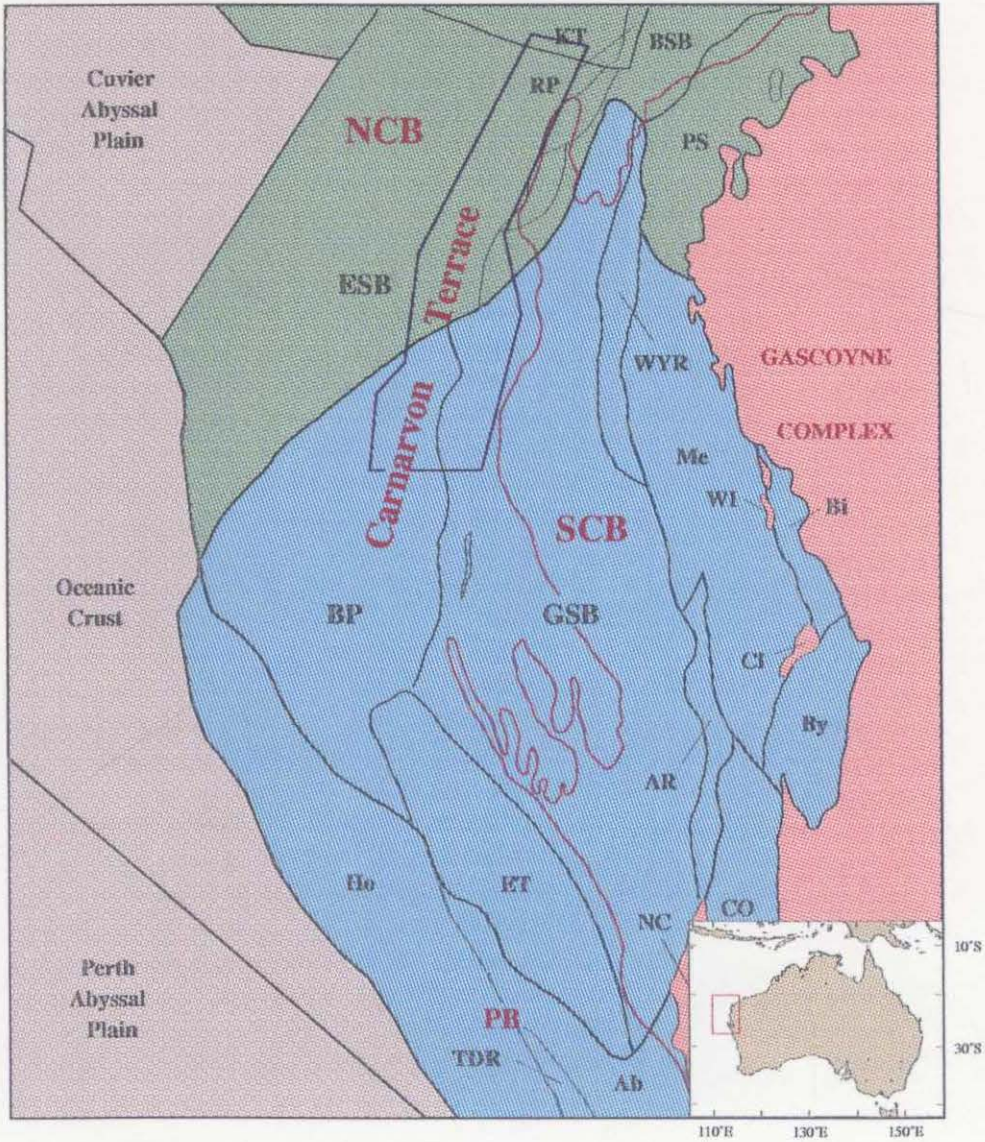 KT
BSB
Cuvier
Abyssal
Plain
RP
NCB
PS
Terrace
ESB
WYR
GASCOYNE
COMPLEX
Carnarvon
Me
WI
Bi
SCB
Oceanic
Crust
BP
GSB
CI
By
AR
Ho
ET
NC
CO
10°S
Perth
Abyssal
Plain
PB
30°S
TDR
Ab
110°E 130°E 150°E